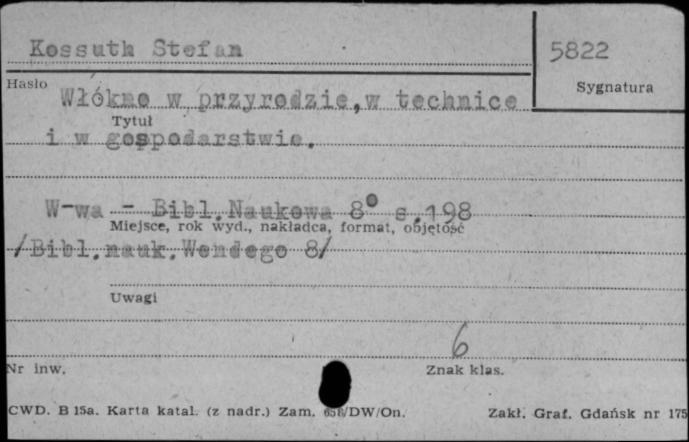 Kossuth Stefan
5822
Hasło
Sygnatura
Włókno w przyrodzie, w technice
Tytuł
i w gospodarstwie.
W-wa - Bibl. Naukowa 8° s. 198
Miejsce, rok wyd., nakładca, format, objętość
/Bibl. nauk. Wendego 8/
Uwagi
6
Nr inw.
Znak klas.
CWD. B 15a. Karta katal. (z nadr.) Zam. 658/DW/On.
Zakł. Graf. Gdańsk nr 175